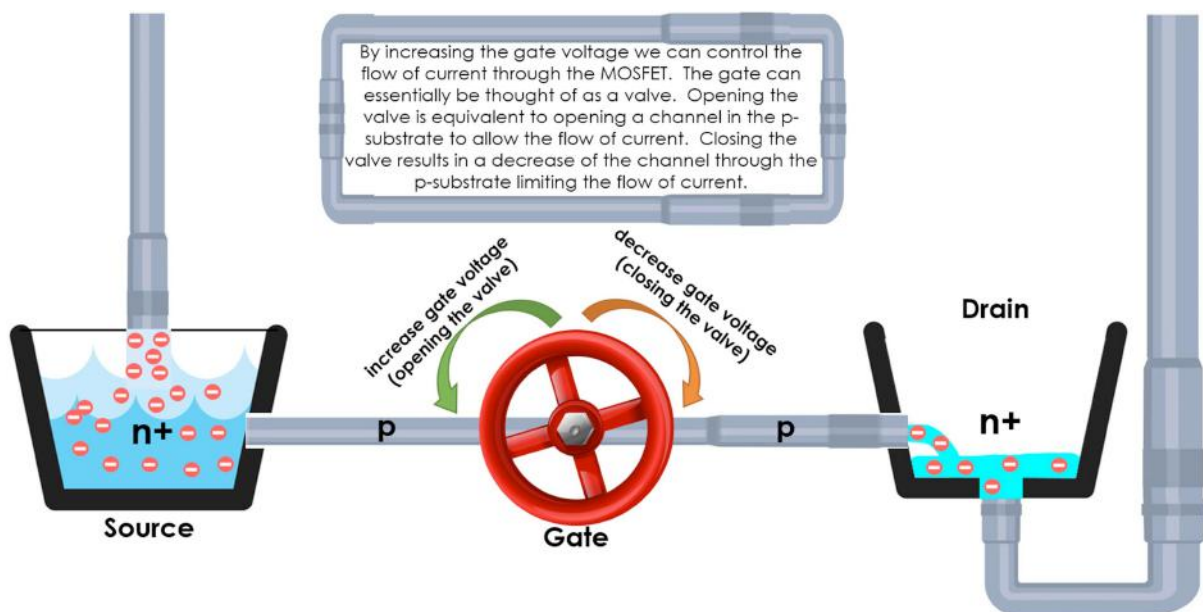 By increasing the gate voltage we can control the
flow of current through the MOSFET. The gate can
essentially be thought of as a valve. Opening the
valve is equivalent to opening a channel in the p-
substrate to allow the flow of current. Closing the
valve results in a decrease of the channel through the
p-substrate limiting the flow of current.
increase gate voltage
(opening the valve)
decrease gate voltage
(closing the valve)
Drain
n+
p
p
n+
Source
Gate